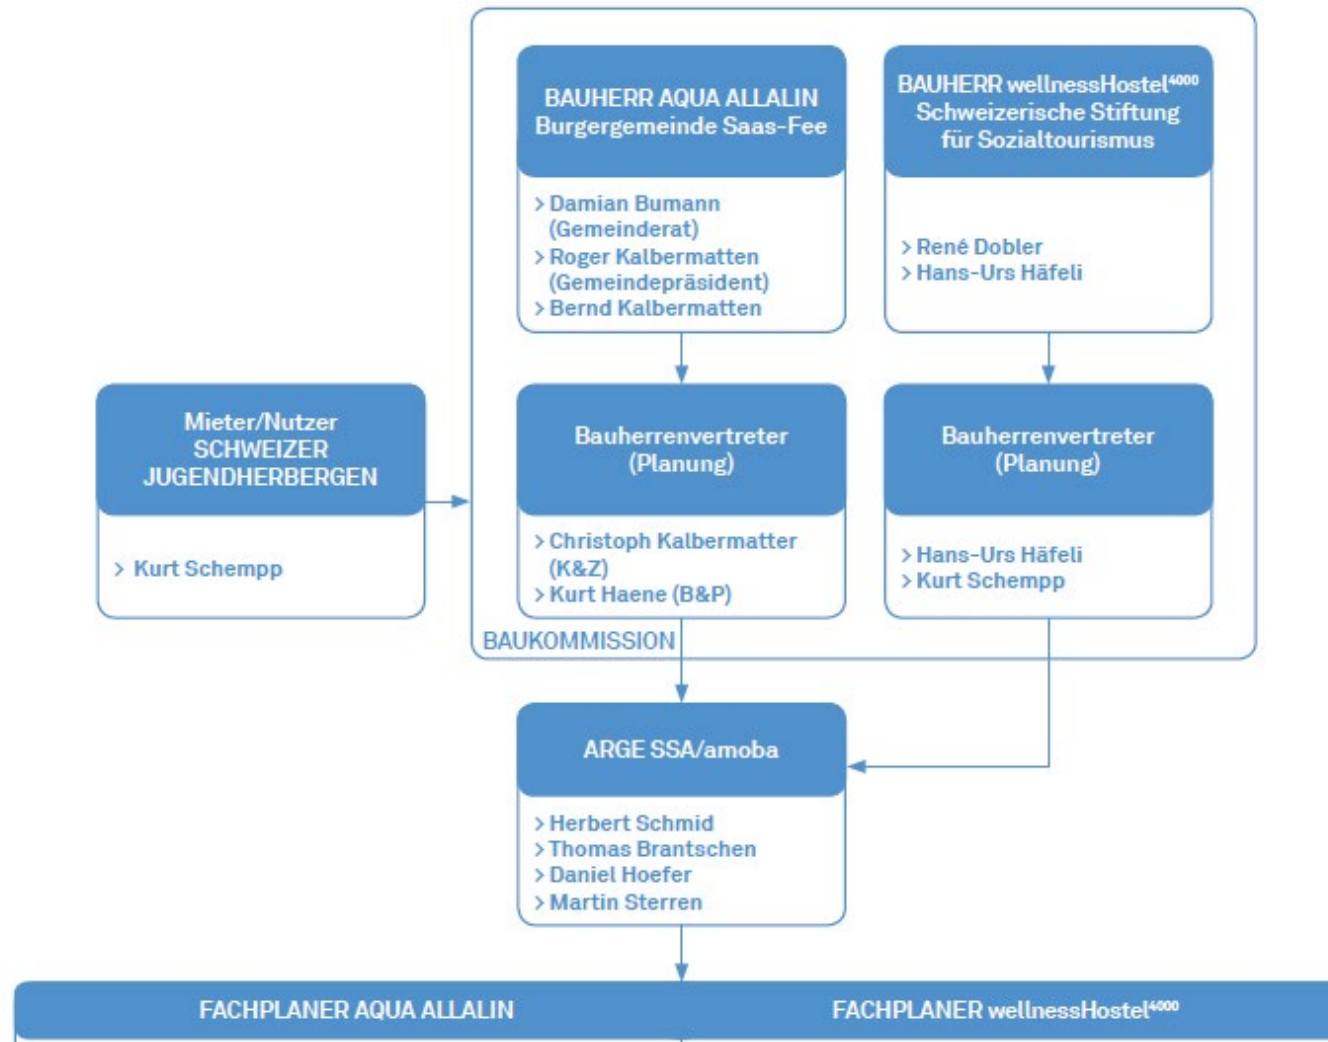 BAUHERR AQUA ALLALIN
Burgergemeinde Saas-Fee
> Damian Bumann
(Gemeinderat)
> Roger Kalbermatten
(Gemeindepräsident)
> Bernd Kalbermatten
BAUHERR wellnessHostel⁴⁰⁰⁰
Schweizerische Stiftung
für Sozialtourismus
> René Dobler
> Hans-Urs Häfeli
Mieter/Nutzer
SCHWEIZER
JUGENDHERBERGEN
> Kurt Schempp
Bauherrenvertreter
(Planung)
> Christoph Kalbermatter
(K&Z)
> Kurt Haene (B&P)
Bauherrenvertreter
(Planung)
> Hans-Urs Häfeli
> Kurt Schempp
BAUKOMMISSION
ARGE SSA/amoba
> Herbert Schmid
> Thomas Brantschen
> Daniel Hoefer
> Martin Sterren
FACHPLANER AQUA ALLALIN
FACHPLANER wellnessHostel⁴⁰⁰⁰